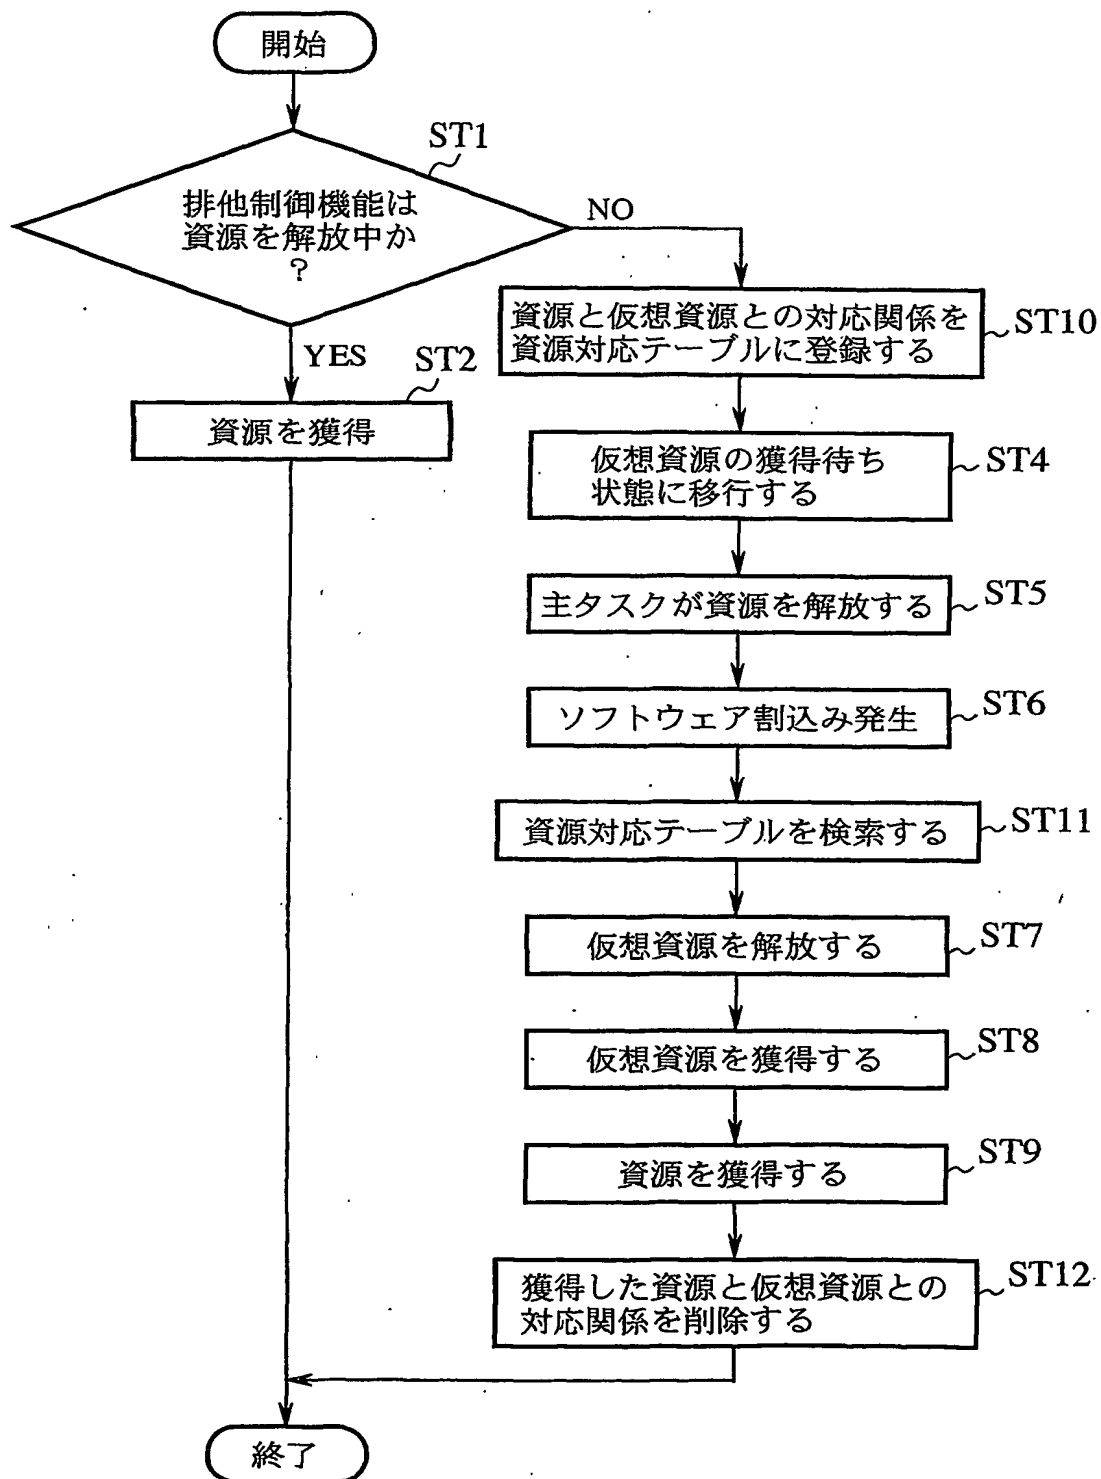 開始
ST1
排他制御機能は
資源を解放中か
?
NO
YES
ST2
資源を獲得
資源と仮想資源との対応関係を
資源対応テーブルに登録する
ST10
仮想資源の獲得待ち
状態に移行する
ST4
主タスクが資源を解放する
ST5
ソフトウェア割込み発生
ST6
資源対応テーブルを検索する
ST11
仮想資源を解放する
ST7
仮想資源を獲得する
ST8
資源を獲得する
ST9
獲得した資源と仮想資源との
対応関係を削除する
ST12
終了